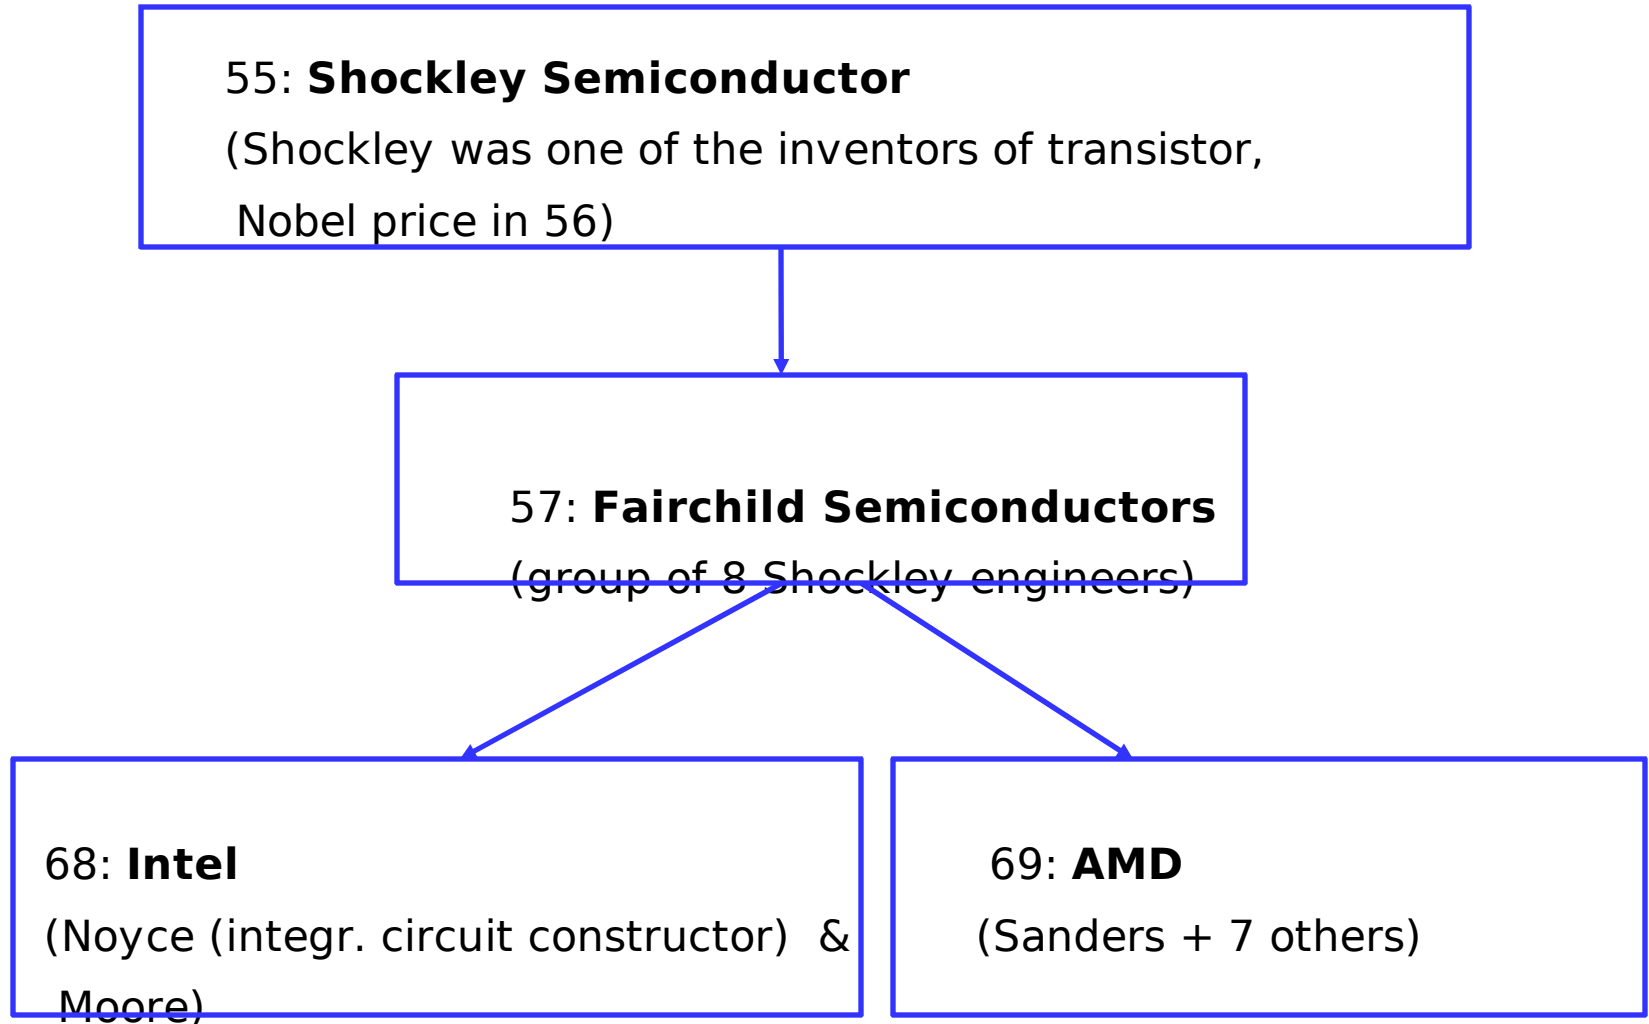 55: Shockley Semiconductor
(Shockley was one of the inventors of transistor,
Nobel price in 56)
57: Fairchild Semiconductors
(group of 8 Shockley engineers)
68: Intel
(Noyce (integr. circuit constructor) &
Moore)
69: AMD
(Sanders + 7 others)